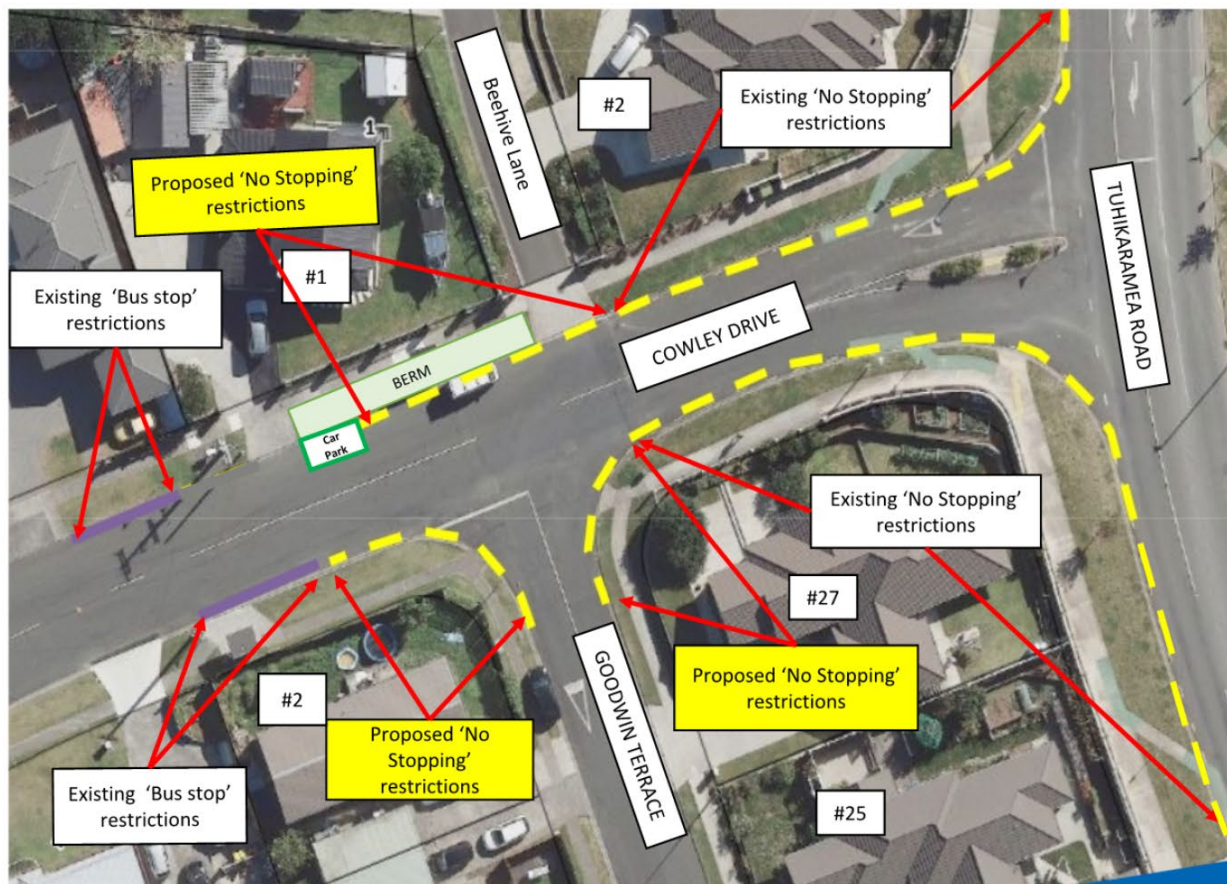 Beehive Lane
#2
Existing ‘No Stopping’
restrictions
1
Proposed ‘No Stopping’
restrictions
#1
Existing ‘Bus stop’
restrictions
TUHIKARAMEA ROAD
COWLEY DRIVE
BERM
Car
Park
Existing ‘No Stopping’
restrictions
#27
Proposed ‘No Stopping’
restrictions
GOODWIN TERRACE
#2
Proposed ‘No
Stopping’
restrictions
Existing ‘Bus stop’
restrictions
#25